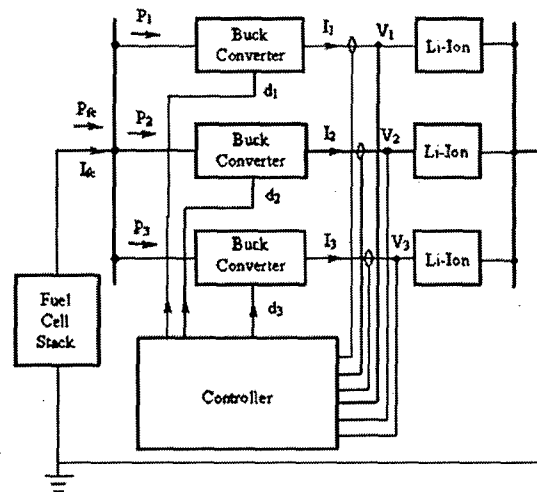 P1
Buck
Converter
I1
V1
Li-Ion
d1
Pfc
P2
Ifc
Buck
Converter
I2
V2
Li-Ion
d2
P3
Buck
Converter
I3
V3
Li-Ion
d3
Fuel
Cell
Stack
Controller